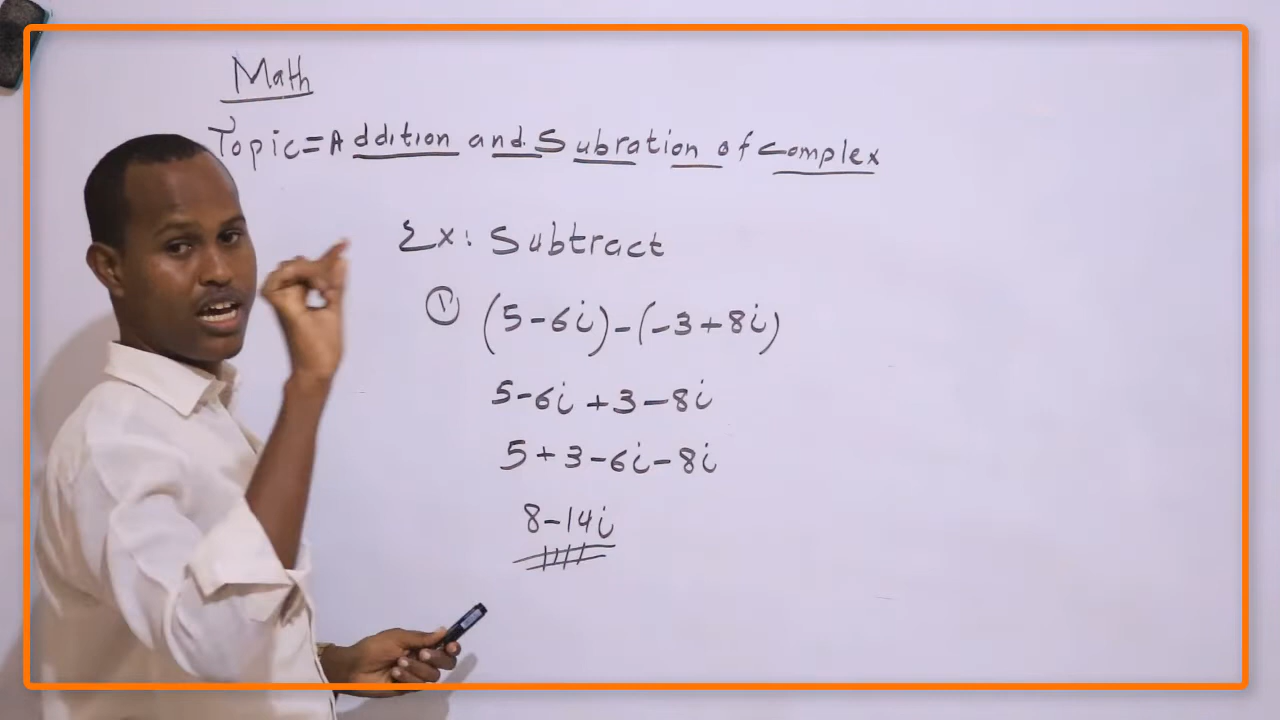 Math
Topic=Addition and Subration of Complex
Ex: Subtract
① (5-6i)-(-3+8i)
5-6i+3-8i
5+3-6i-8i
8-14i